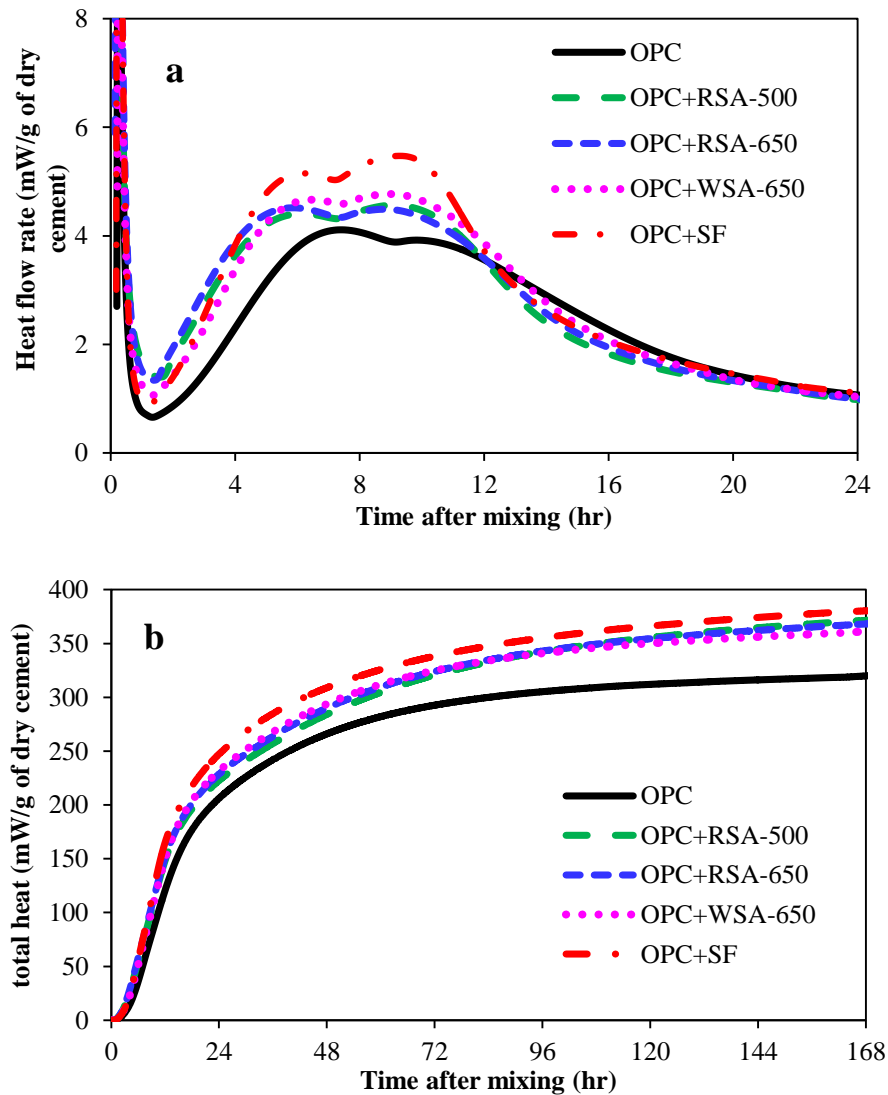 8
6
4
2
0
Heat flow rate (mW/g of dry
cement)
a
OPC
OPC+RSA-500
OPC+RSA-650
OPC+WSA-650
OPC+SF
0 4 8 12 16 20 24
Time after mixing (hr)
400
350
300
250
200
150
100
50
0
total heat (mW/g of dry cement)
b
OPC
OPC+RSA-500
OPC+RSA-650
OPC+WSA-650
OPC+SF
0 24 48 72 96 120 144 168
Time after mixing (hr)